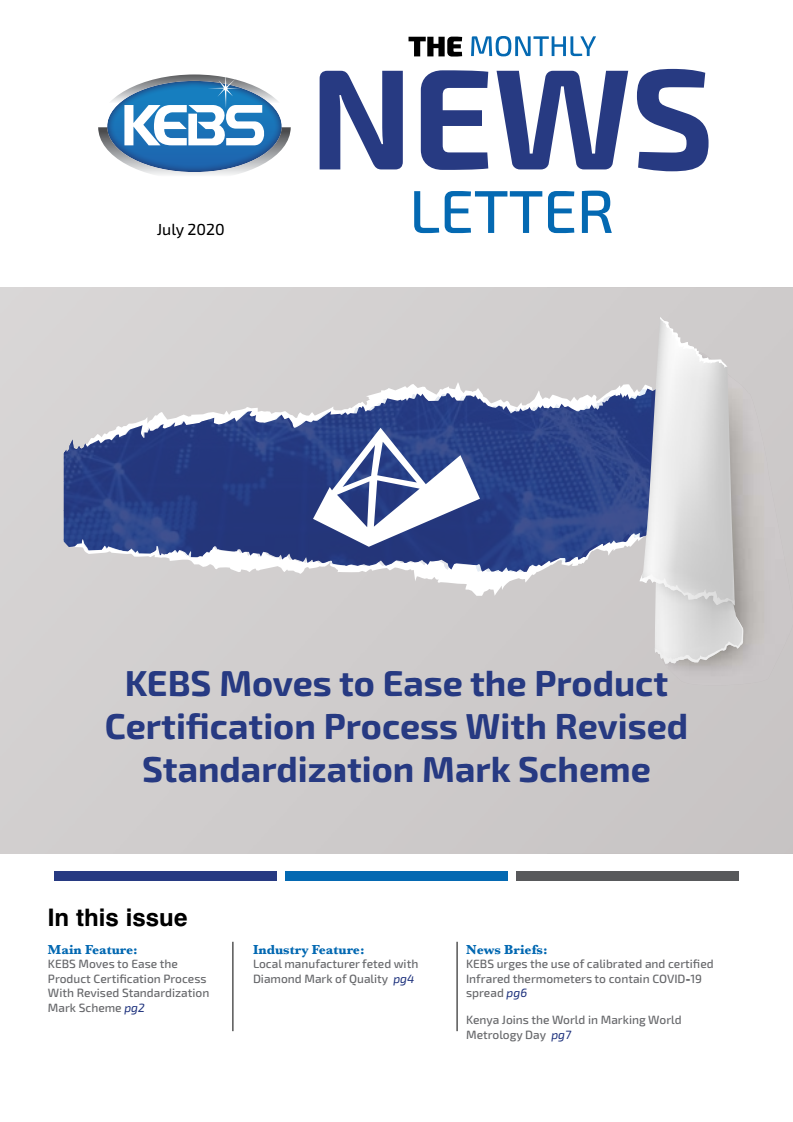 THE MONTHLY
KEBS
NEWS
LETTER
July 2020
KEBS Moves to Ease the Product
Certification Process With Revised
Standardization Mark Scheme
In this issue
Main Feature:
KEBS Moves to Ease the
Product Certification Process
With Revised Standardization
Mark Scheme pg2
Industry Feature:
Local manufacturer feted with
Diamond Mark of Quality pg4
News Briefs:
KEBS urges the use of calibrated and certified
Infrared thermometers to contain COVID-19
spread pg6
Kenya Joins the World in Marking World
Metrology Day pg7